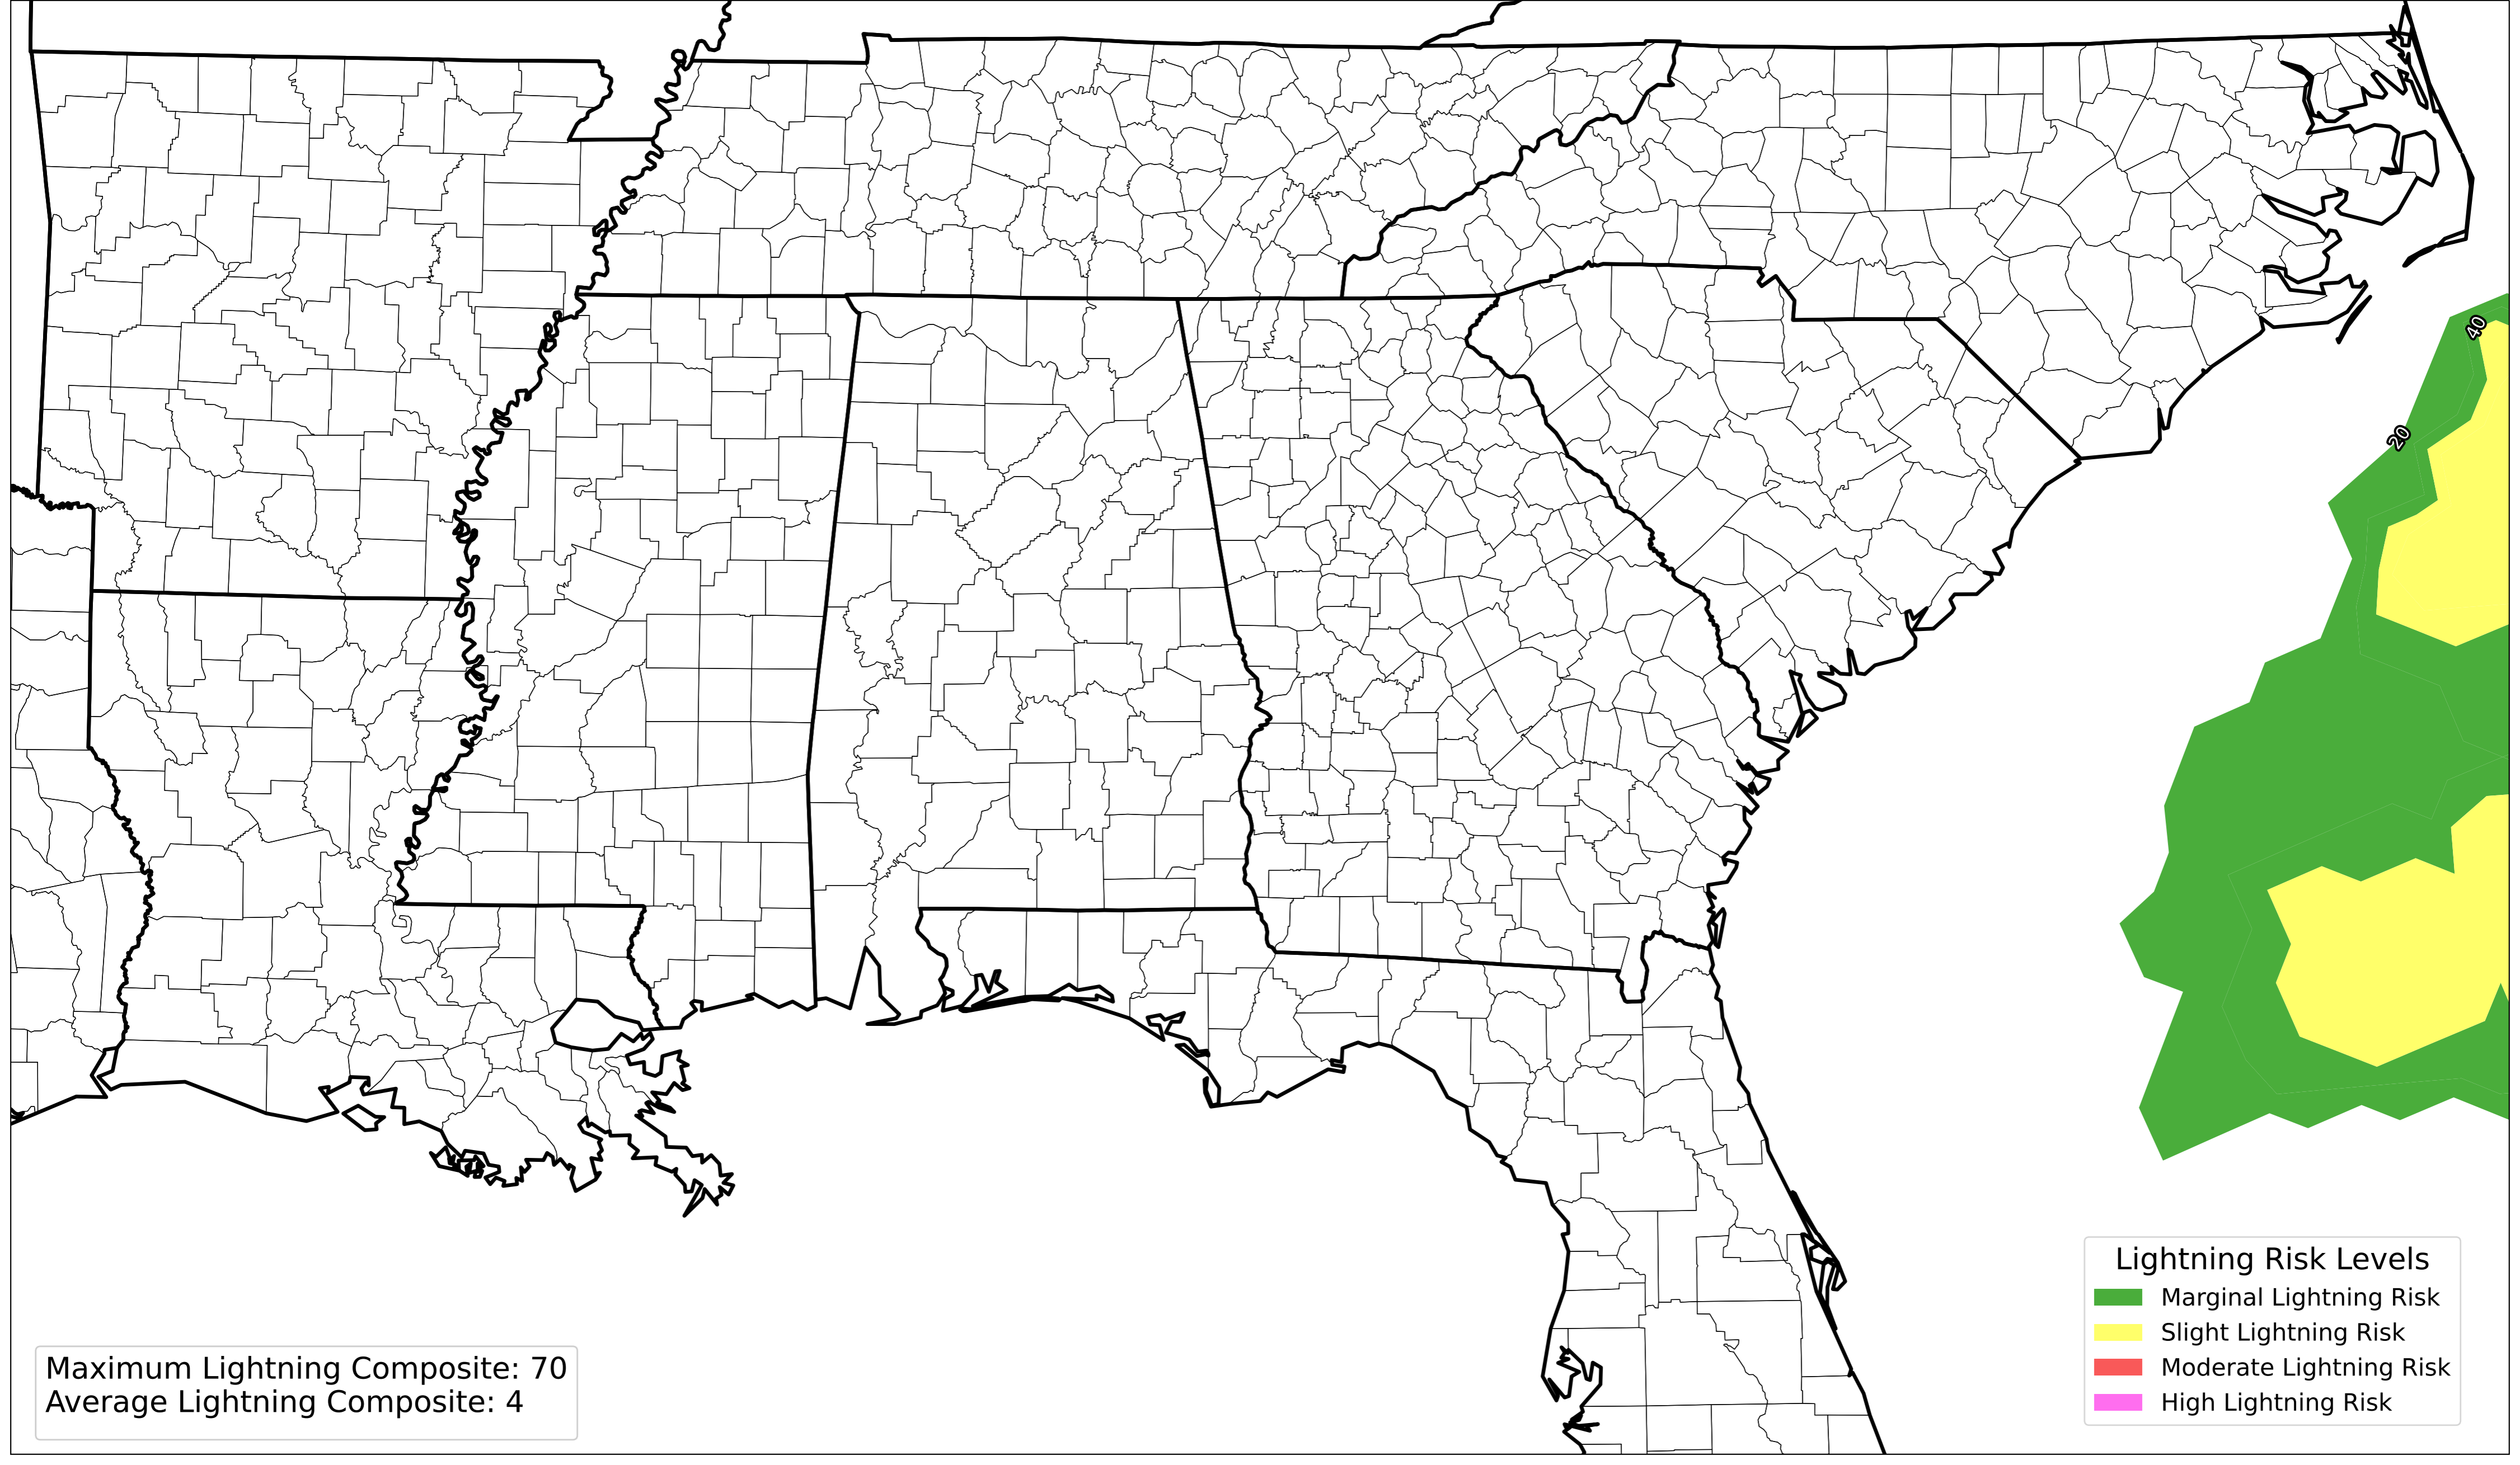 40
20
Lightning Risk Levels
Marginal Lightning Risk
Slight Lightning Risk
Moderate Lightning Risk
High Lightning Risk
Maximum Lightning Composite: 70
Average Lightning Composite: 4